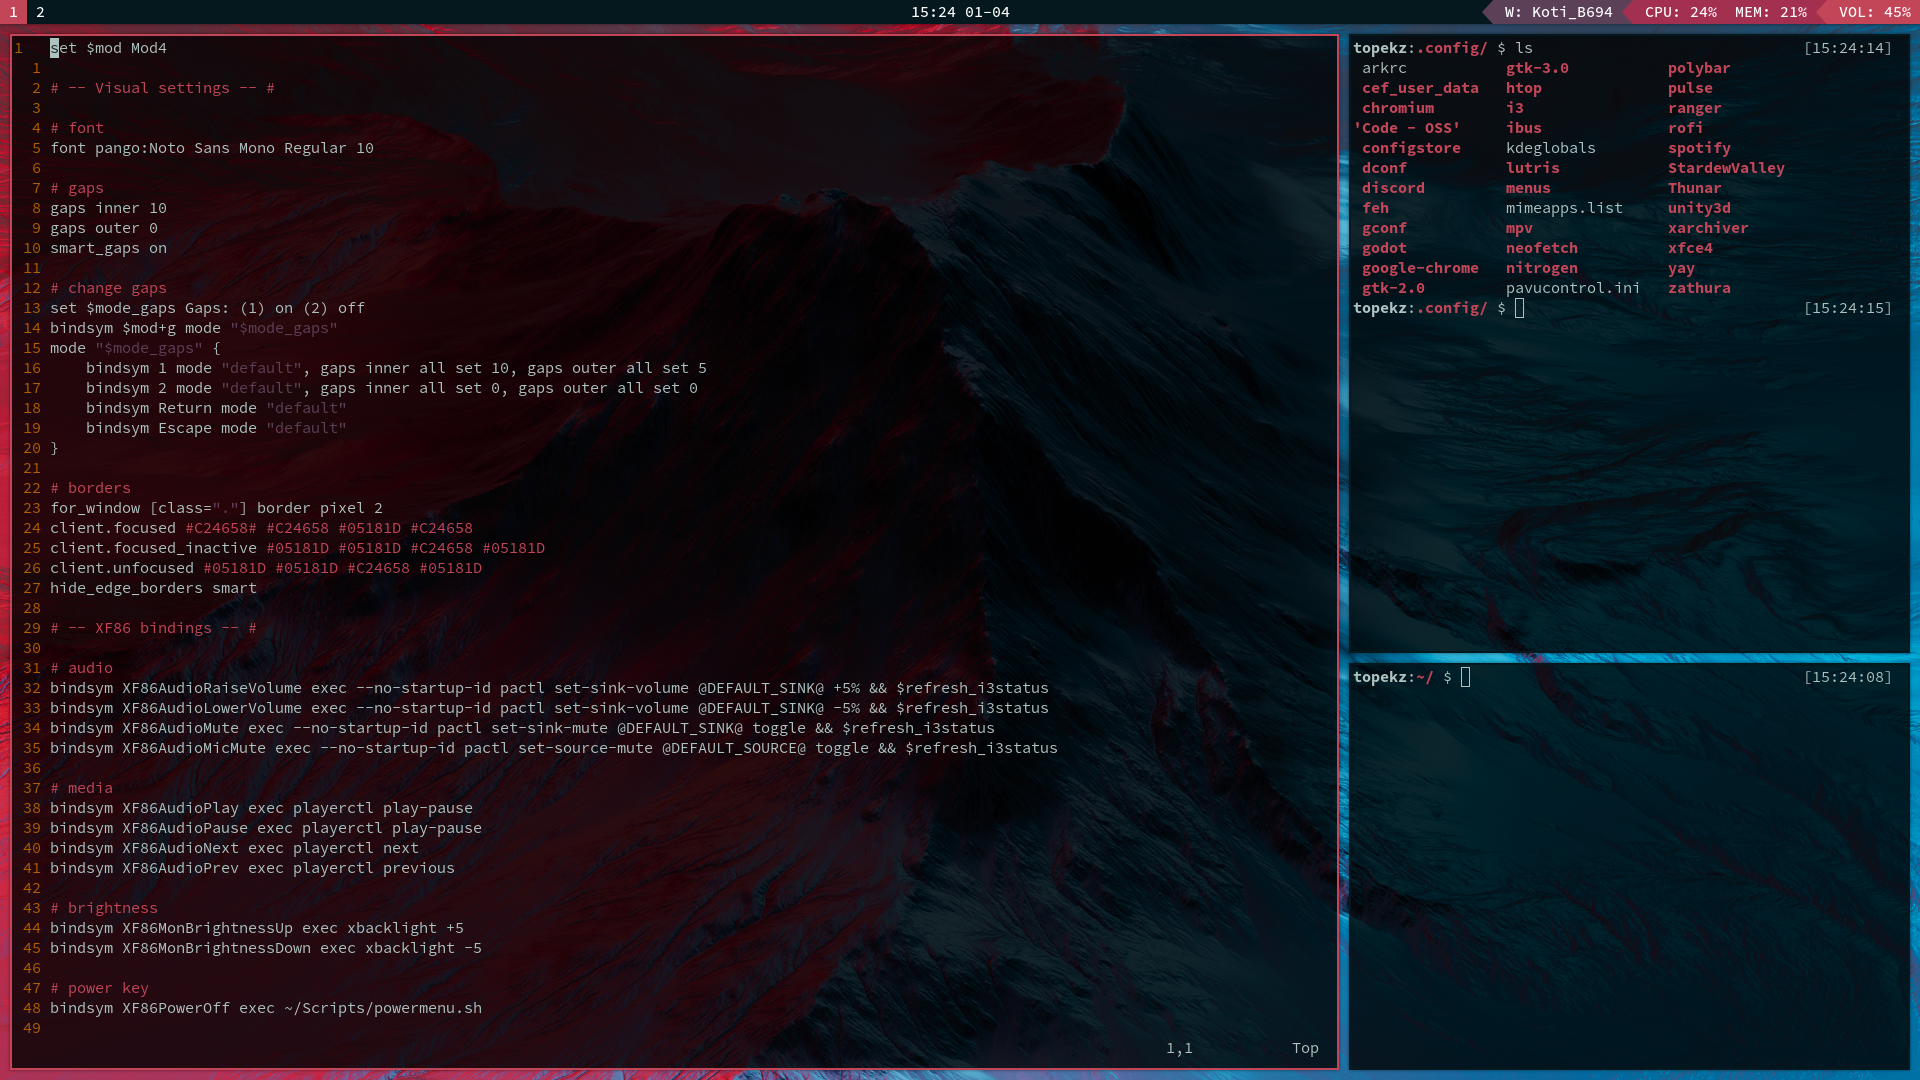 1 2 15:24 01-04 W: Koti_B694 CPU: 24% MEM: 21% VOL: 45%
1 set $mod Mod4
1
2 # -- Visual settings -- #
3
4 # font
5 font pango:Noto Sans Mono Regular 10
6
7 # gaps
8 gaps inner 10
9 gaps outer 0
10 smart_gaps on
11
12 # change gaps
13 set $mode_gaps Gaps: (1) on (2) off
14 bindsym $mod+g mode "$mode_gaps"
15 mode "$mode_gaps" {
16     bindsym 1 mode "default", gaps inner all set 10, gaps outer all set 5
17     bindsym 2 mode "default", gaps inner all set 0, gaps outer all set 0
18     bindsym Return mode "default"
19     bindsym Escape mode "default"
20 }
21
22 # borders
23 for_window [class="."] border pixel 2
24 client.focused #C24658# #C24658 #05181D #C24658
25 client.focused_inactive #05181D #05181D #C24658 #05181D
26 client.unfocused #05181D #05181D #C24658 #05181D
27 hide_edge_borders smart
28
29 # -- XF86 bindings -- #
30
31 # audio
32 bindsym XF86AudioRaiseVolume exec --no-startup-id pactl set-sink-volume @DEFAULT_SINK@ +5% && $refresh_i3status
33 bindsym XF86AudioLowerVolume exec --no-startup-id pactl set-sink-volume @DEFAULT_SINK@ -5% && $refresh_i3status
34 bindsym XF86AudioMute exec --no-startup-id pactl set-sink-mute @DEFAULT_SINK@ toggle && $refresh_i3status
35 bindsym XF86AudioMicMute exec --no-startup-id pactl set-source-mute @DEFAULT_SOURCE@ toggle && $refresh_i3status
36
37 # media
38 bindsym XF86AudioPlay exec playerctl play-pause
39 bindsym XF86AudioPause exec playerctl play-pause
40 bindsym XF86AudioNext exec playerctl next
41 bindsym XF86AudioPrev exec playerctl previous
42
43 # brightness
44 bindsym XF86MonBrightnessUp exec xbacklight +5
45 bindsym XF86MonBrightnessDown exec xbacklight -5
46
47 # power key
48 bindsym XF86PowerOff exec ~/Scripts/powermenu.sh
49
1,1 Top
topekz:.config/ $ ls [15:24:14]
arkrc gtk-3.0 polybar
cef_user_data htop pulse
chromium i3 ranger
'Code - OSS' ibus rofi
configstore kdeglobals spotify
dconf lutris StardewValley
discord menus Thunar
feh mimeapps.list unity3d
gconf mpv xarchiver
godot neofetch xfce4
google-chrome nitrogen yay
gtk-2.0 pavucontrol.ini zathura
topekz:.config/ $ [15:24:15]
topekz:~/ $ [15:24:08]